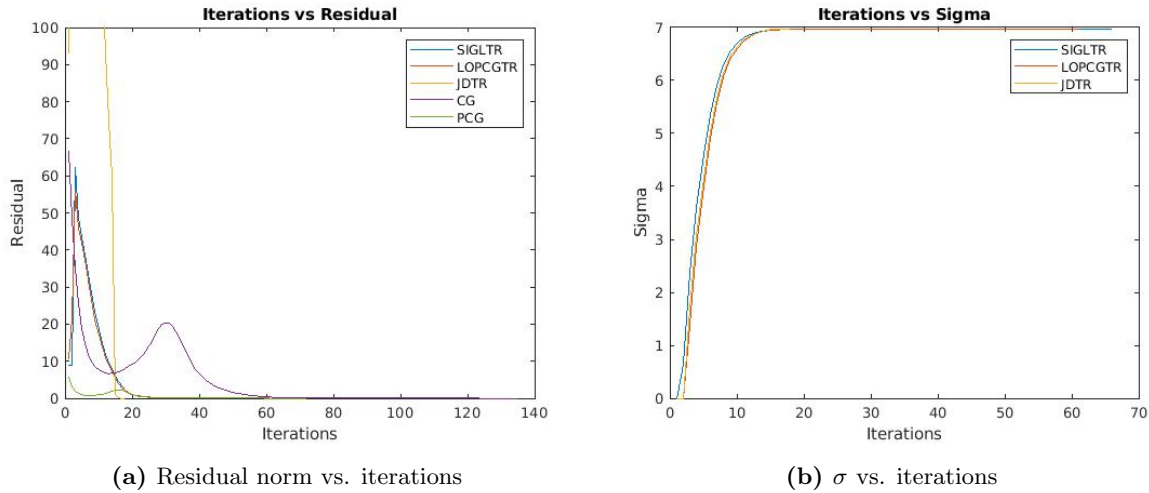 Iterations vs Residual
100
90
80
70
60
50
40
30
20
10
0
Residual
SIGLTR
LOPCGTR
JDTR
CG
PCG
0 20 40 60 80 100 120 140
Iterations
(a) Residual norm vs. iterations
Iterations vs Sigma
7
6
5
4
3
2
1
0
Sigma
SIGLTR
LOPCGTR
JDTR
0 10 20 30 40 50 60 70
Iterations
(b) σ vs. iterations